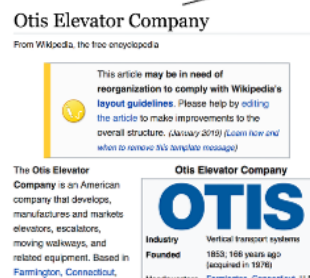 Otis Elevator Company
From Wikipedia, the free encyclopedia
This article may be in need of
reorganization to comply with Wikipedia's
layout guidelines. Please help by editing
the article to make improvements to the
overall structure. (January 2019) (Learn how and
when to remove this template message)
The Otis Elevator
Company is an American
company that develops,
manufactures and markets
elevators, escalators,
moving walkways, and
related equipment. Based in
Farmington, Connecticut,
Otis Elevator Company
OTIS
Industry Vertical transport systems
Founded 1853; 166 years ago
(acquired in 1976)